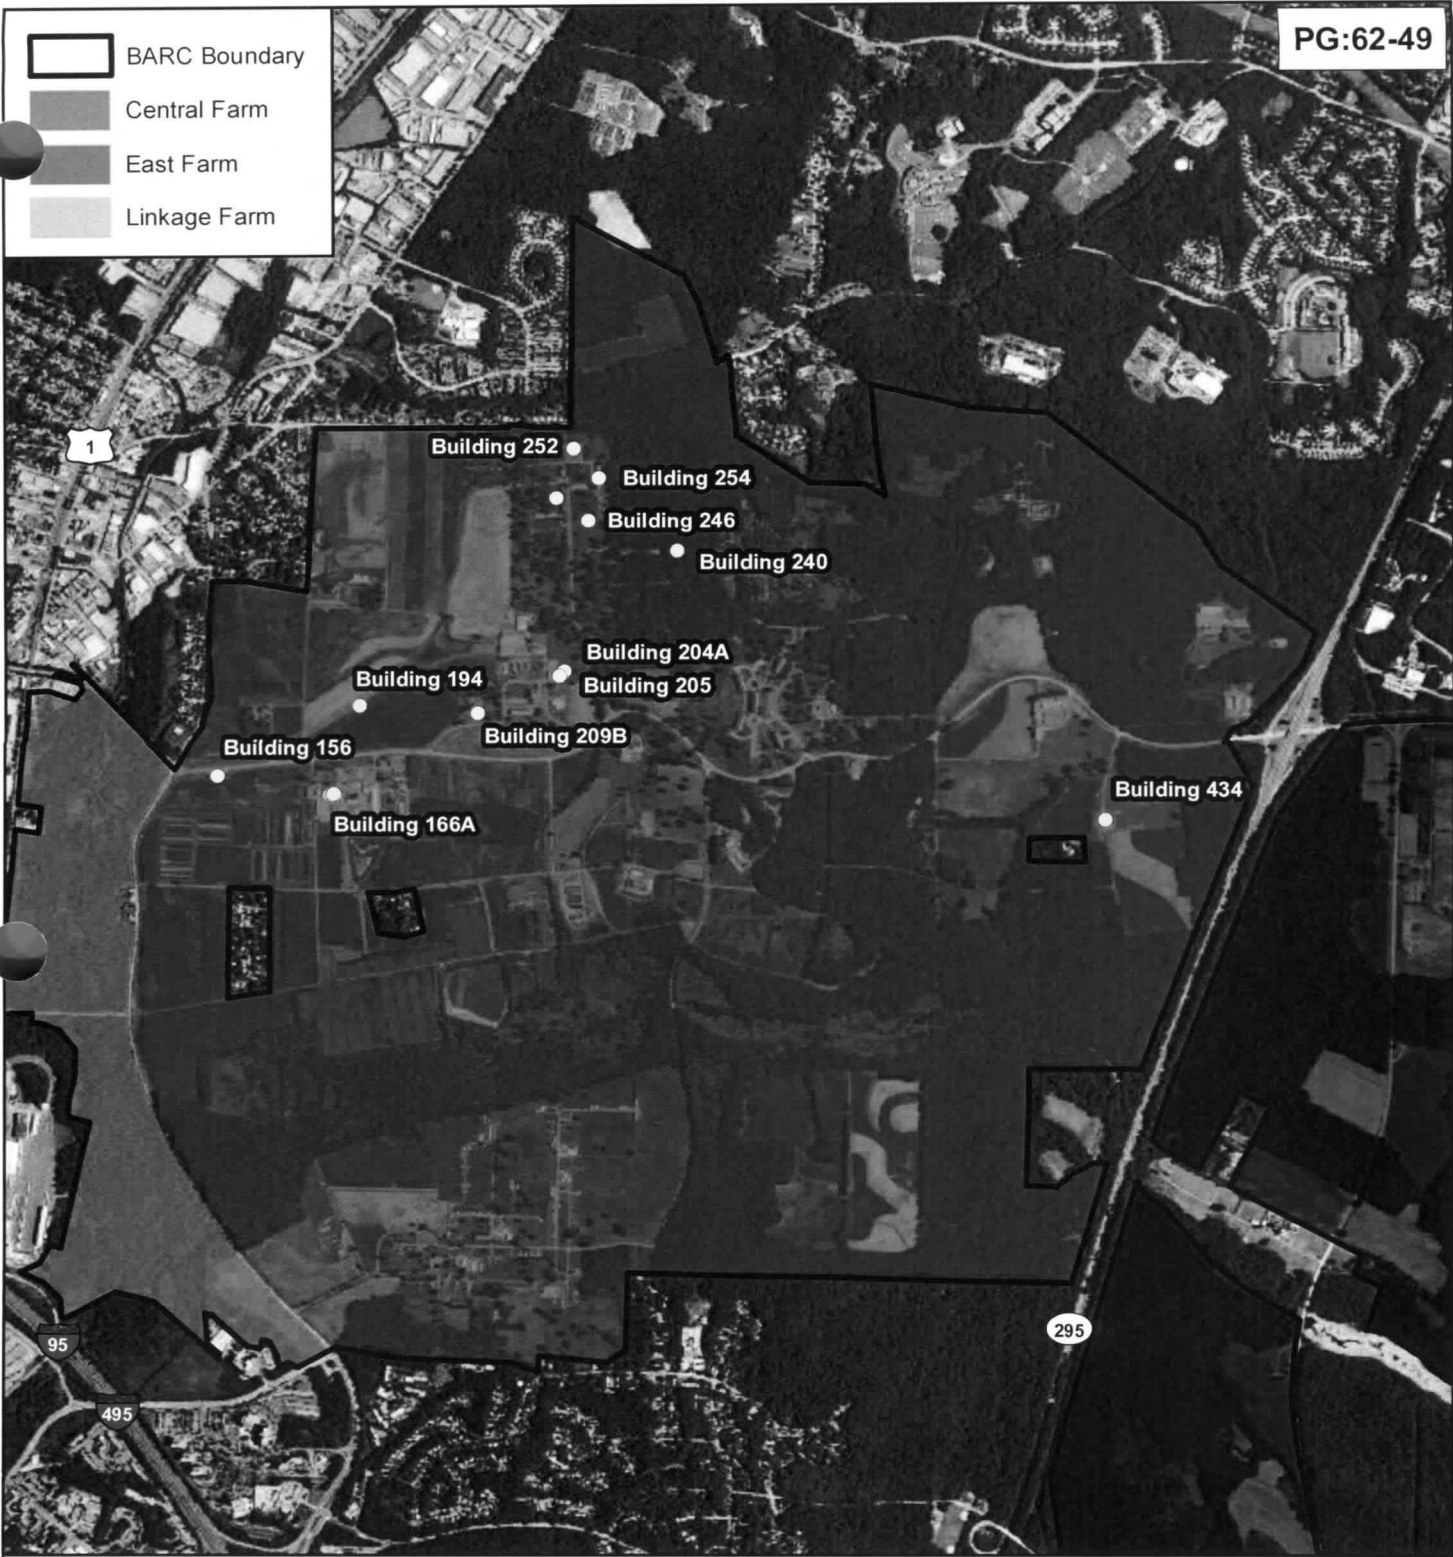 PG:62-49
BARC Boundary
Central Farm
East Farm
Linkage Farm
1
Building 252
Building 254
Building 246
Building 240
Building 204A
Building 194
Building 205
Building 209B
Building 156
Building 434
Building 166A
295
95
495